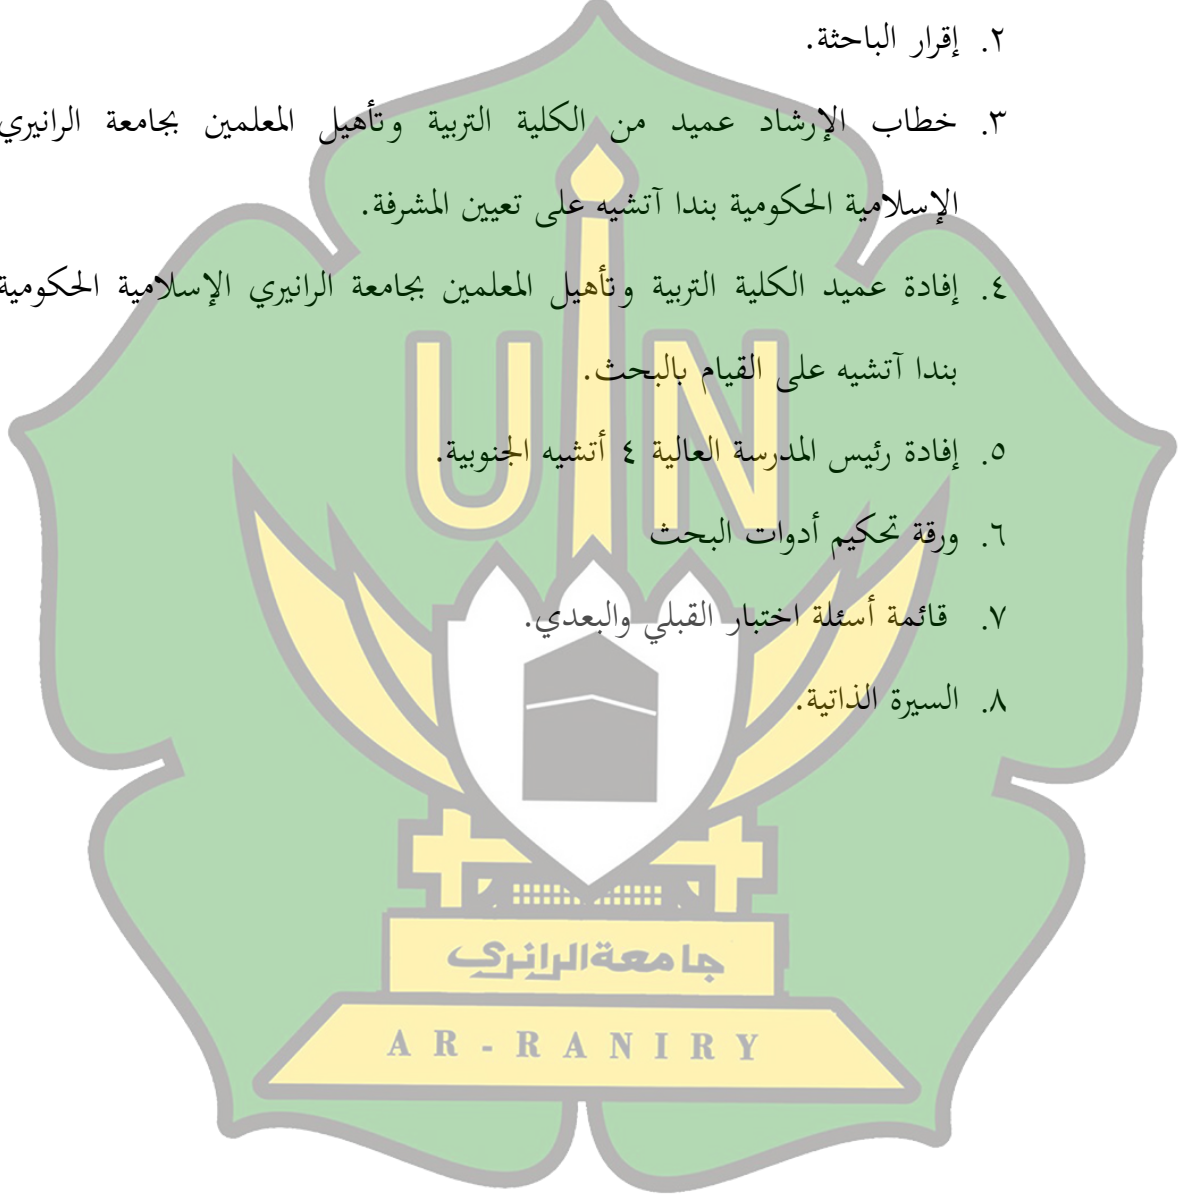 ٢. إقرار الباحثة.
٣. خطاب الإرشاد عميد من الكلية التربية وتأهيل المعلمين بجامعة الرانيري
الإسلامية الحكومية بندا آتشيه على تعيين المشرفة.
٤. إفادة عميد الكلية التربية وتأهيل المعلمين بجامعة الرانيري الإسلامية الحكومية
بندا آتشيه على القيام بالبحث.
٥. إفادة رئيس المدرسة العالية ٤ أتشيه الجنوبية.
٦. ورقة تحكيم أدوات البحث
٧. قائمة أسئلة اختبار القبلي والبعدي.
٨. السيرة الذاتية.
UIN
جامعة الرانري
AR-RANIRY